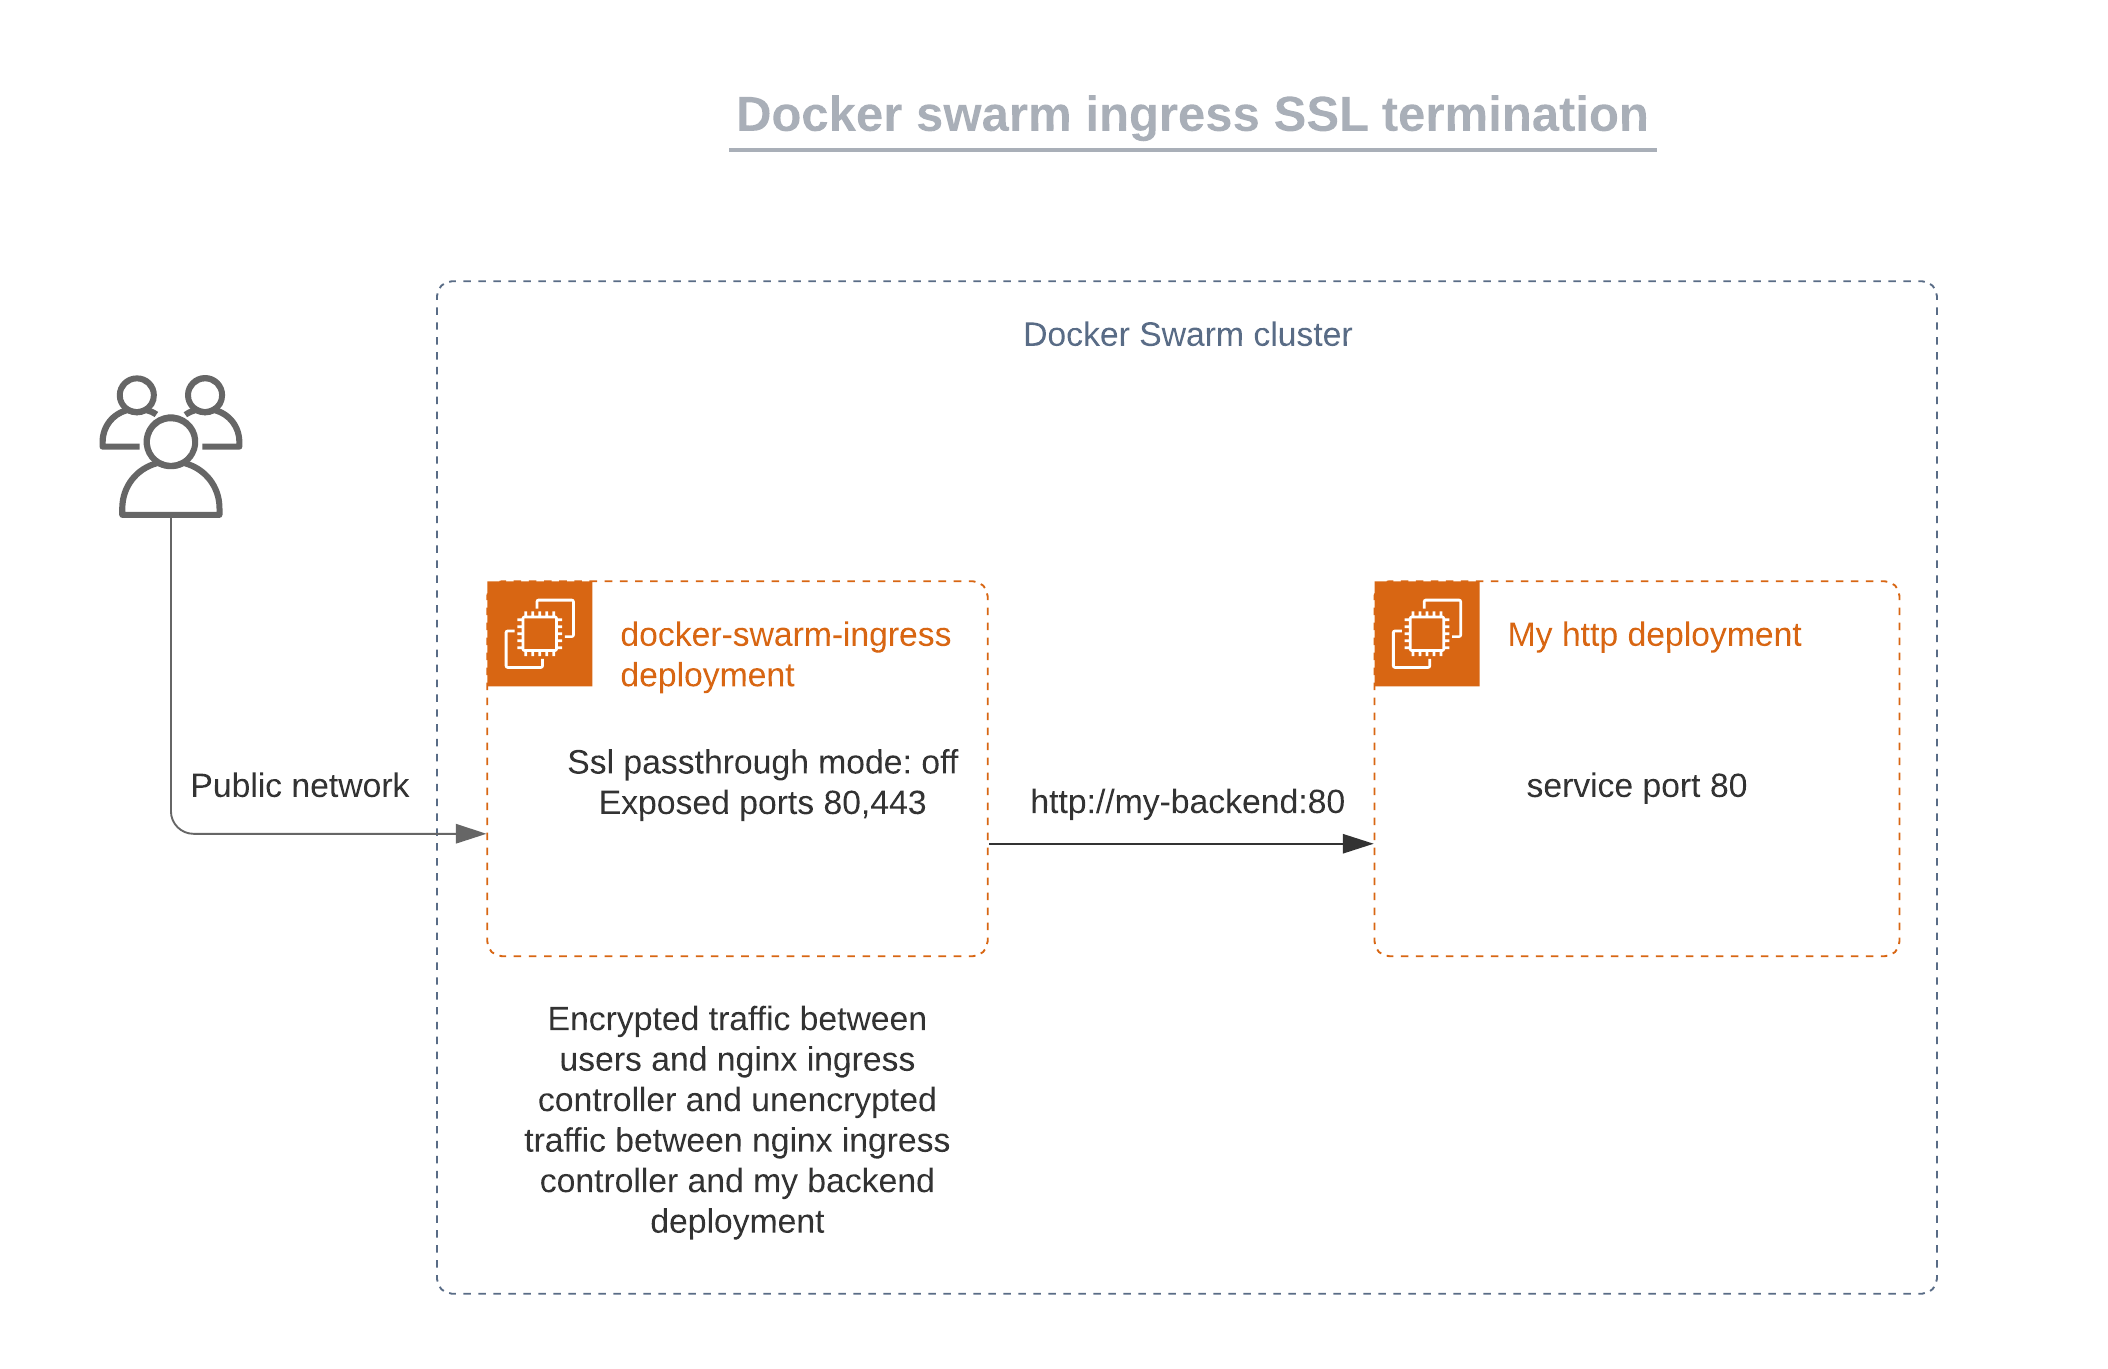 Docker swarm ingress SSL termination
Docker Swarm cluster
docker-swarm-ingress
deployment
My http deployment
Ssl passthrough mode: off
Exposed ports 80,443
Public network
http://my-backend:80
service port 80
Encrypted traffic between
users and nginx ingress
controller and unencrypted
traffic between nginx ingress
controller and my backend
deployment